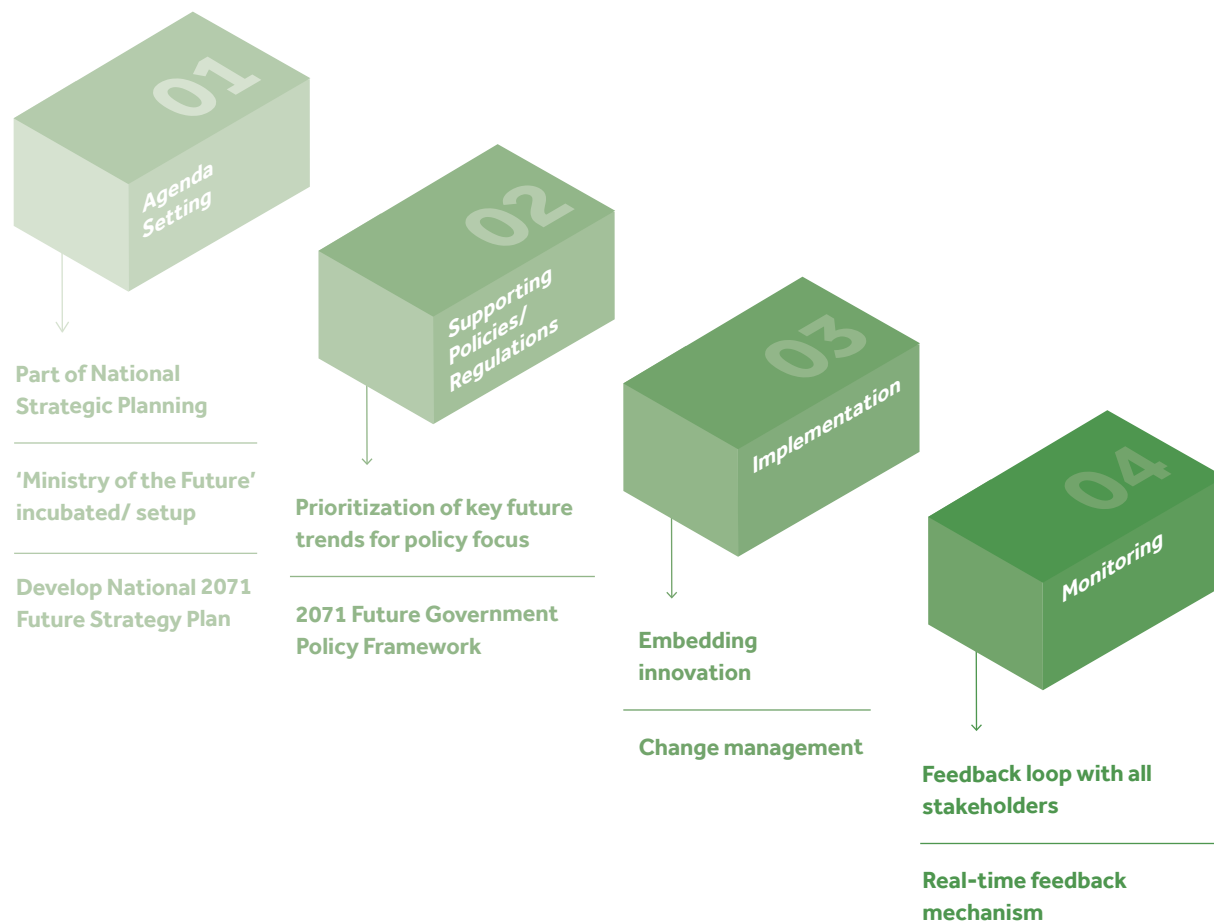 01
Agenda
Setting
Part of National
Strategic Planning
‘Ministry of the Future’
incubated/ setup
Develop National 2071
Future Strategy Plan
02
Supporting
Policies/
Regulations
Prioritization of key future
trends for policy focus
2071 Future Government
Policy Framework
03
Implementation
Embedding
innovation
Change management
04
Monitoring
Feedback loop with all
stakeholders
Real-time feedback
mechanism